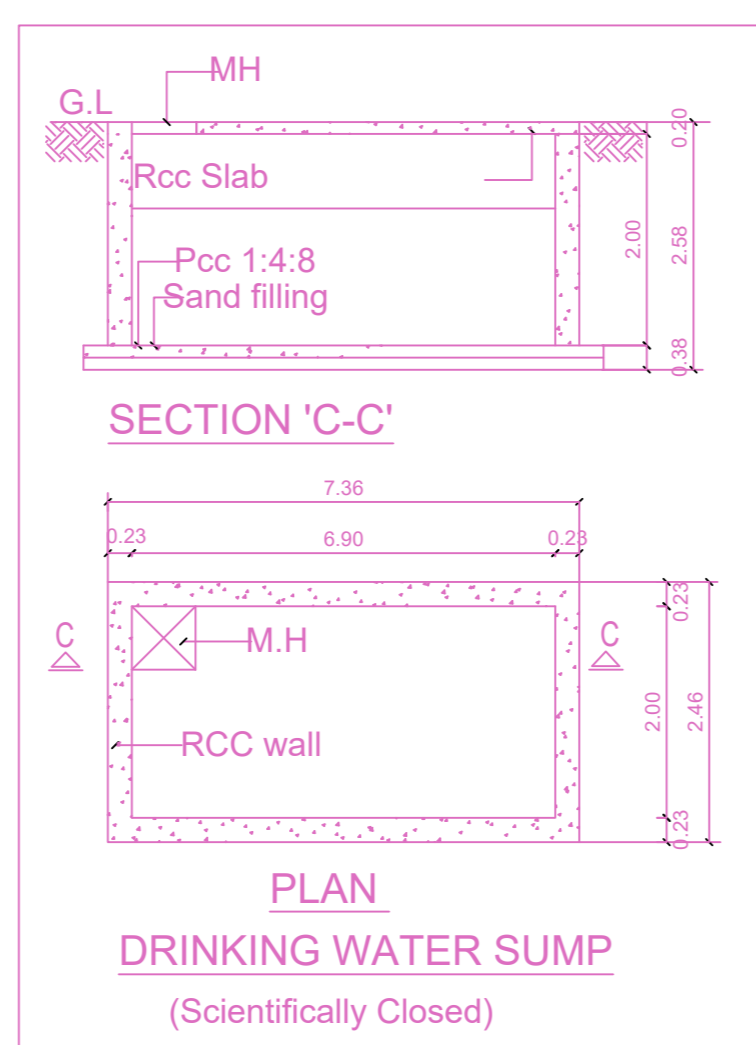 MH
G.L
0.20
Rcc Slab
2.00
2.58
Pcc 1:4:8
Sand filling
0.38
SECTION 'C-C'
7.36
0.23
6.90
0.23
0.23
C
M.H
C
2.00
2.46
RCC wall
0.23
PLAN
DRINKING WATER SUMP
(Scientifically Closed)